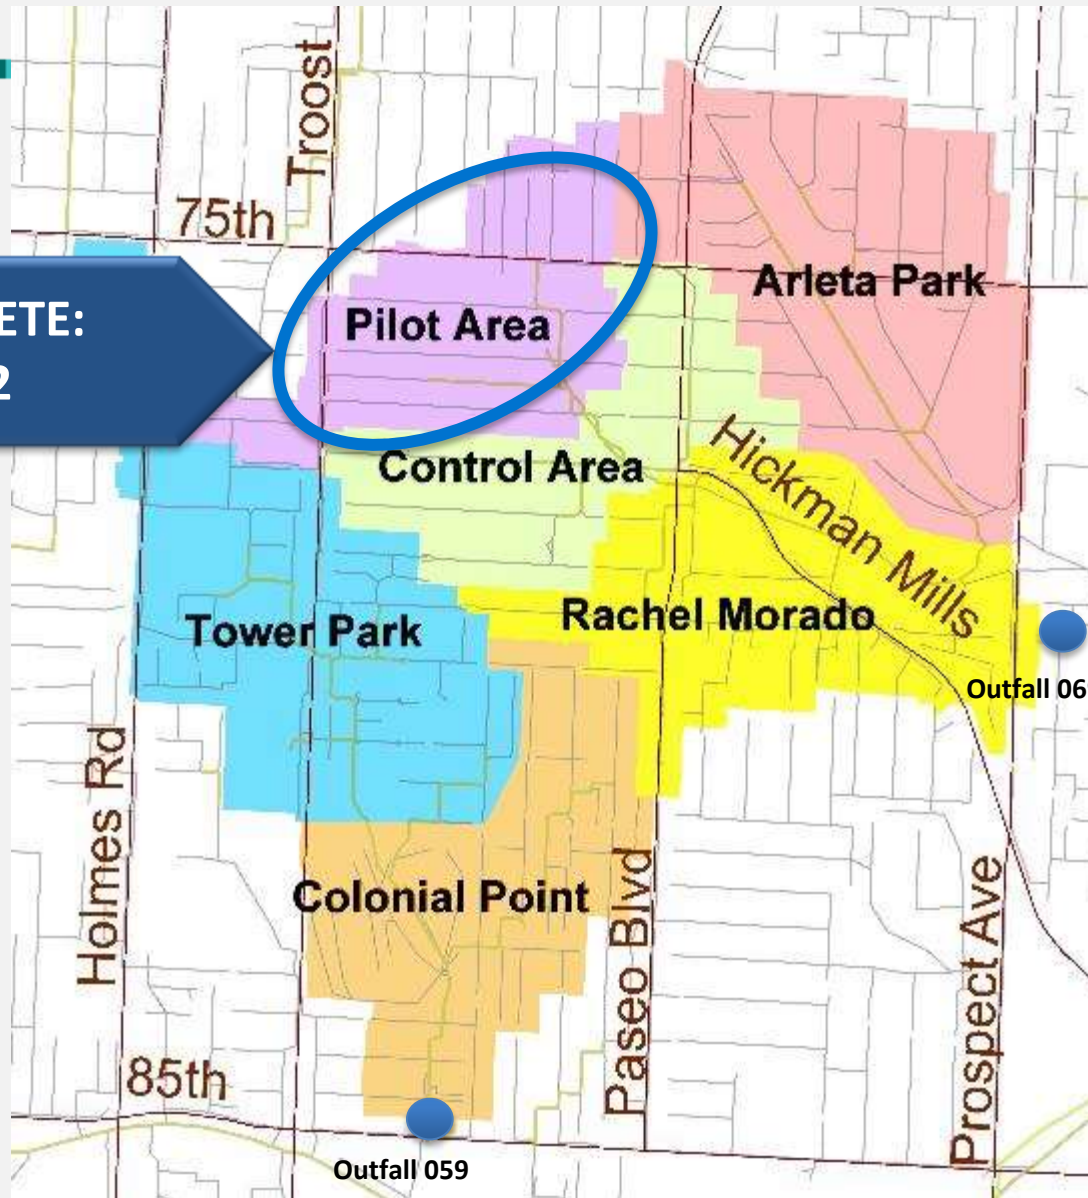 Troost
75th
Arleta Park
ETE:
2
Pilot Area
Control Area
Hickman Mills
Tower Park
Rachel Morado
Outfall 06
Holmes Rd
Colonial Point
Paseo Blvd
Prospect Ave
85th
Outfall 059